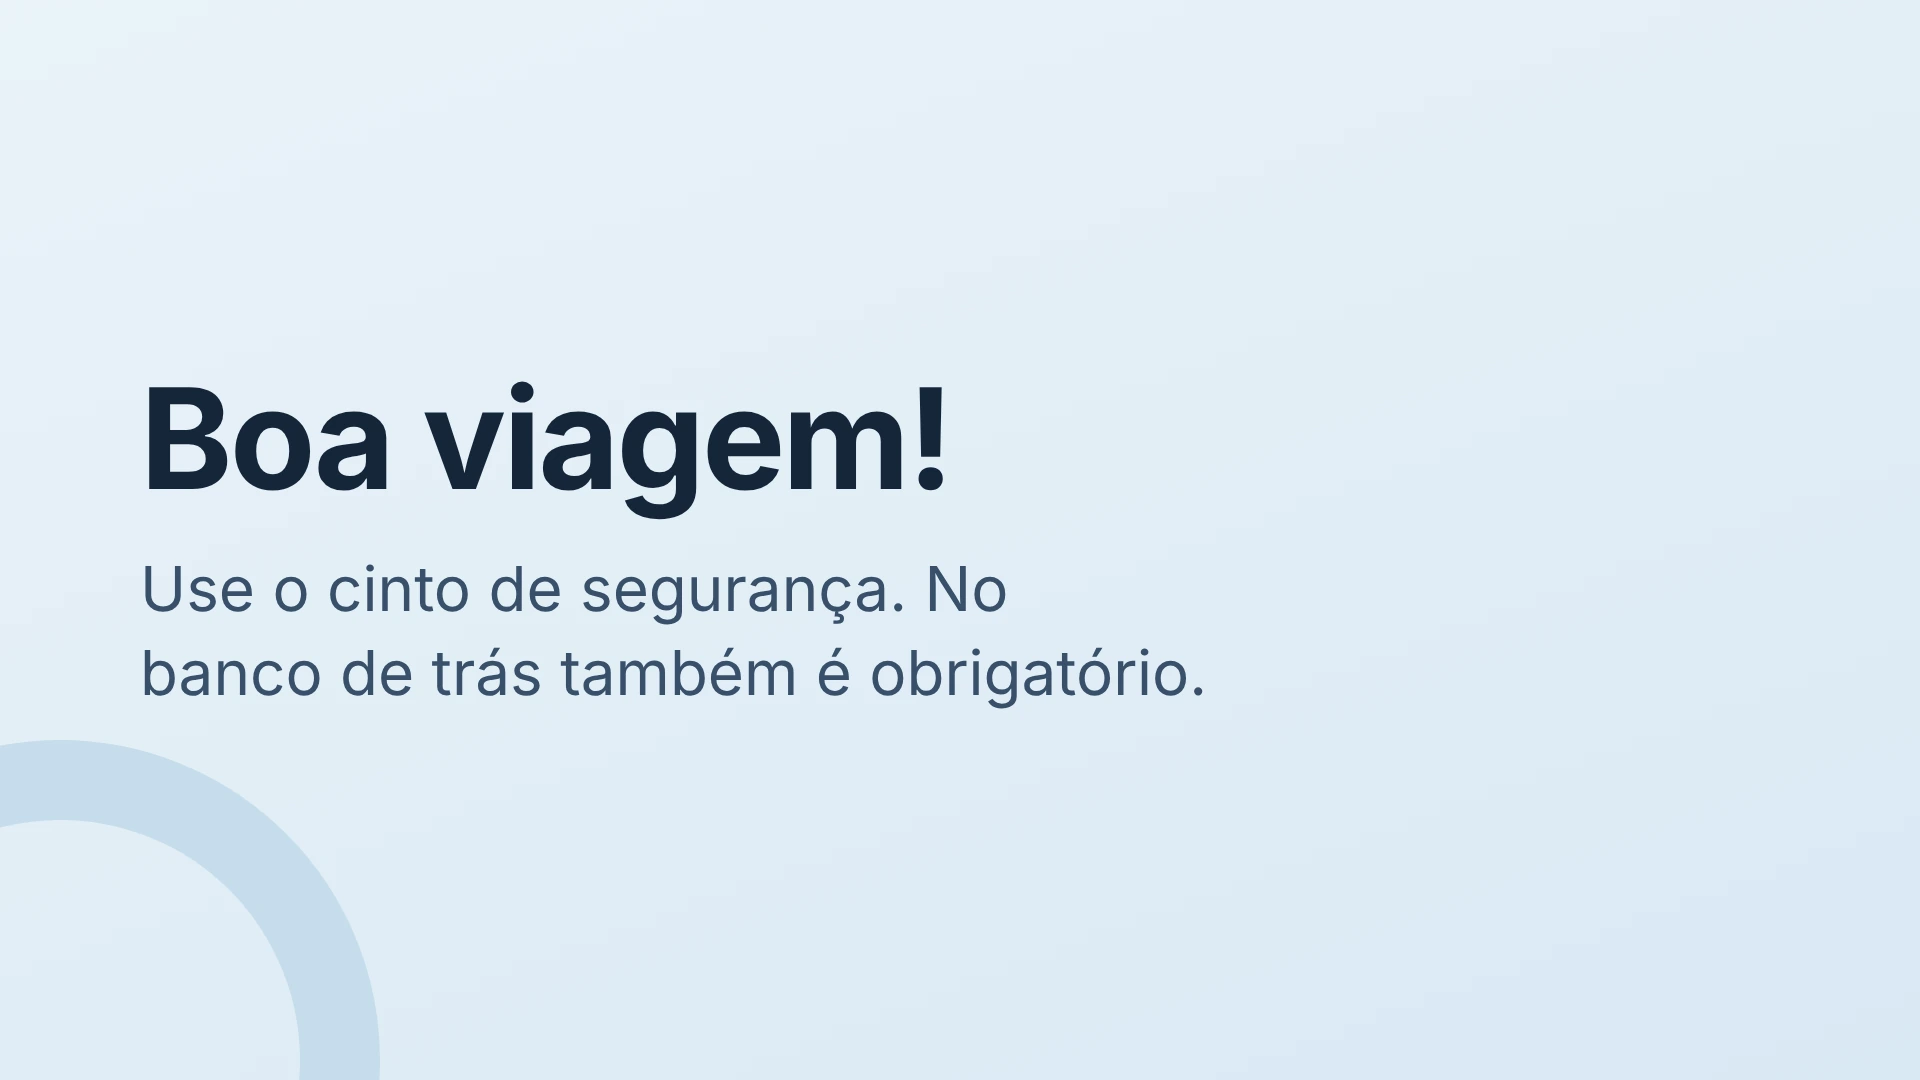 Boa viagem!
Use o cinto de segurança. No
banco de trás também é obrigatório.